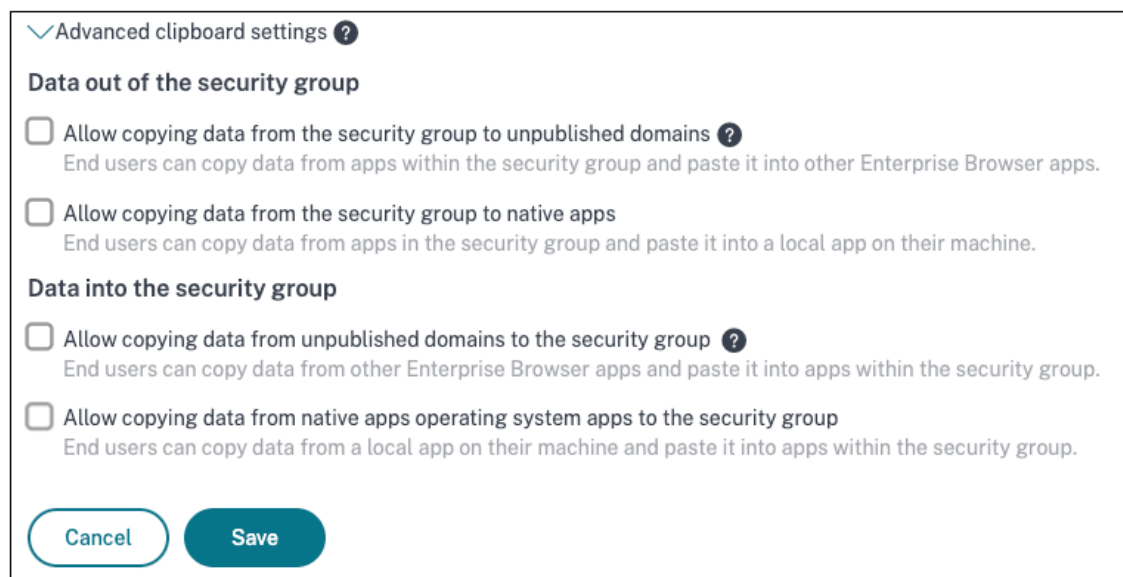 Advanced clipboard settings ?
Data out of the security group
Allow copying data from the security group to unpublished domains ?
End users can copy data from apps within the security group and paste it into other Enterprise Browser apps.
Allow copying data from the security group to native apps
End users can copy data from apps in the security group and paste it into a local app on their machine.
Data into the security group
Allow copying data from unpublished domains to the security group ?
End users can copy data from other Enterprise Browser apps and paste it into apps within the security group.
Allow copying data from native apps operating system apps to the security group
End users can copy data from a local app on their machine and paste it into apps within the security group.
Cancel Save